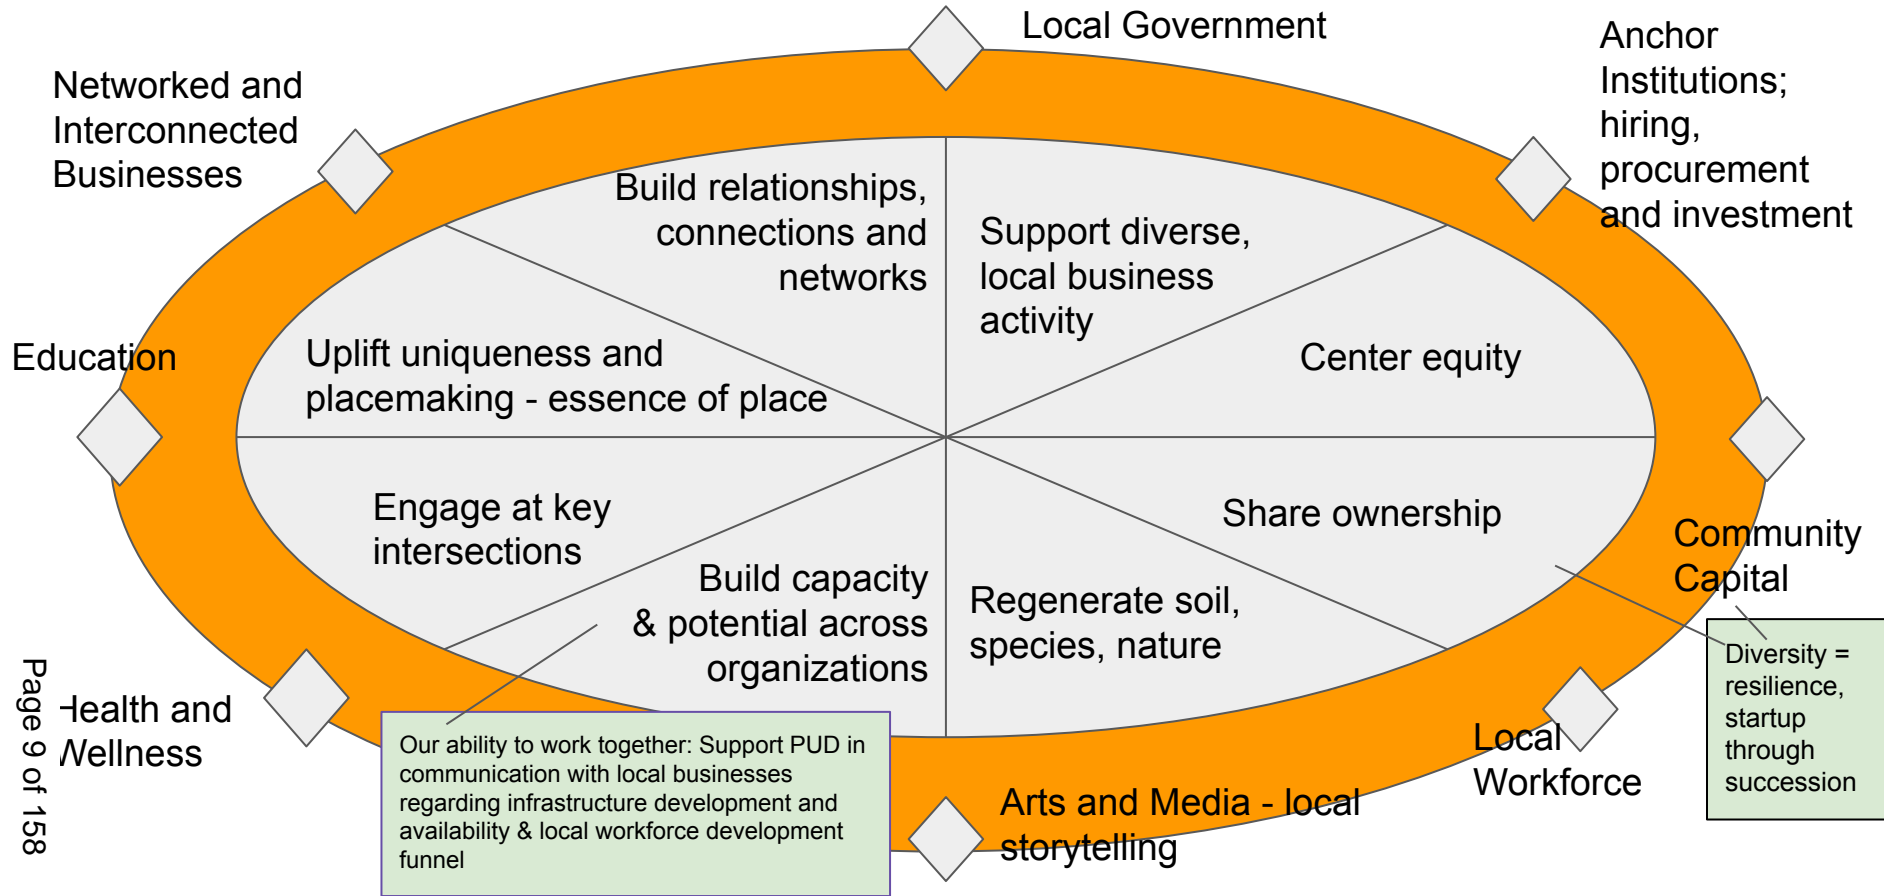 Local Government
Anchor
Institutions;
hiring,
procurement
and investment
Networked and
Interconnected
Businesses
Build relationships,
connections and
networks
Support diverse,
local business
activity
Education
Uplift uniqueness and
placemaking - essence of place
Center equity
Engage at key
intersections
Share ownership
Community
Capital
Build capacity
& potential across
organizations
Regenerate soil,
species, nature
Diversity =
resilience,
startup
through
succession
Health and
Wellness
Local
Workforce
Our ability to work together: Support PUD in
communication with local businesses
regarding infrastructure development and
availability & local workforce development
funnel
Arts and Media - local
storytelling
Page 9 of 158